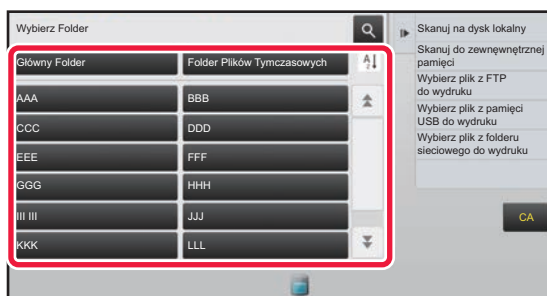 Wybierz Folder
Główny Folder
Folder Plików Tymczasowych
AAA
BBB
CCC
DDD
EEE
FFF
GGG
HHH
III III
JJJ
KKK
LLL
Skanuj na dysk lokalny
Skanuj do zewnęwnętrznej
pamięci
Wybierz plik z FTP
do wydruku
Wybierz plik z pamięci
USB do wydruku
Wybierz plik z folderu
sieciowego do wydruku
CA